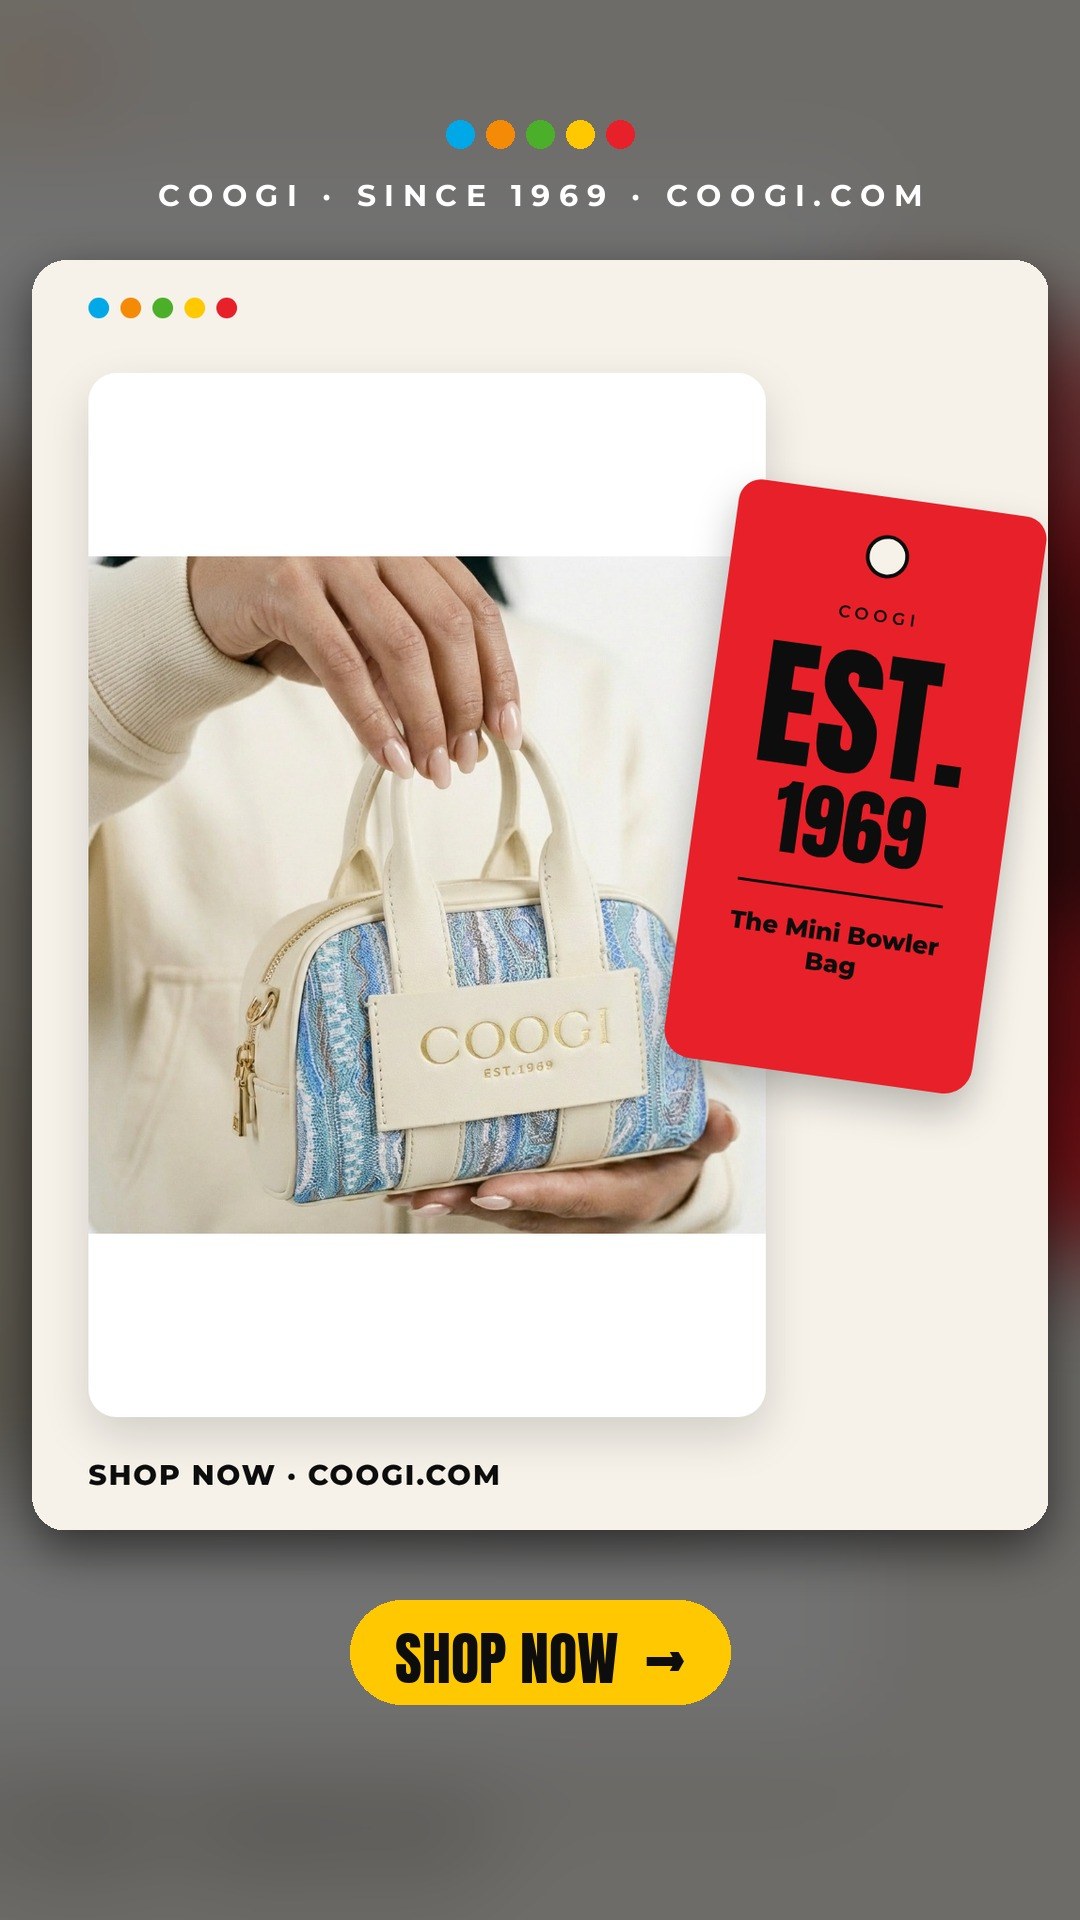 COOGI · SINCE 1969 · COOGI.COM
COOGI
EST.
1969
The Mini Bowler
Bag
COOGI
EST.1969
SHOP NOW · COOGI.COM
SHOP NOW →